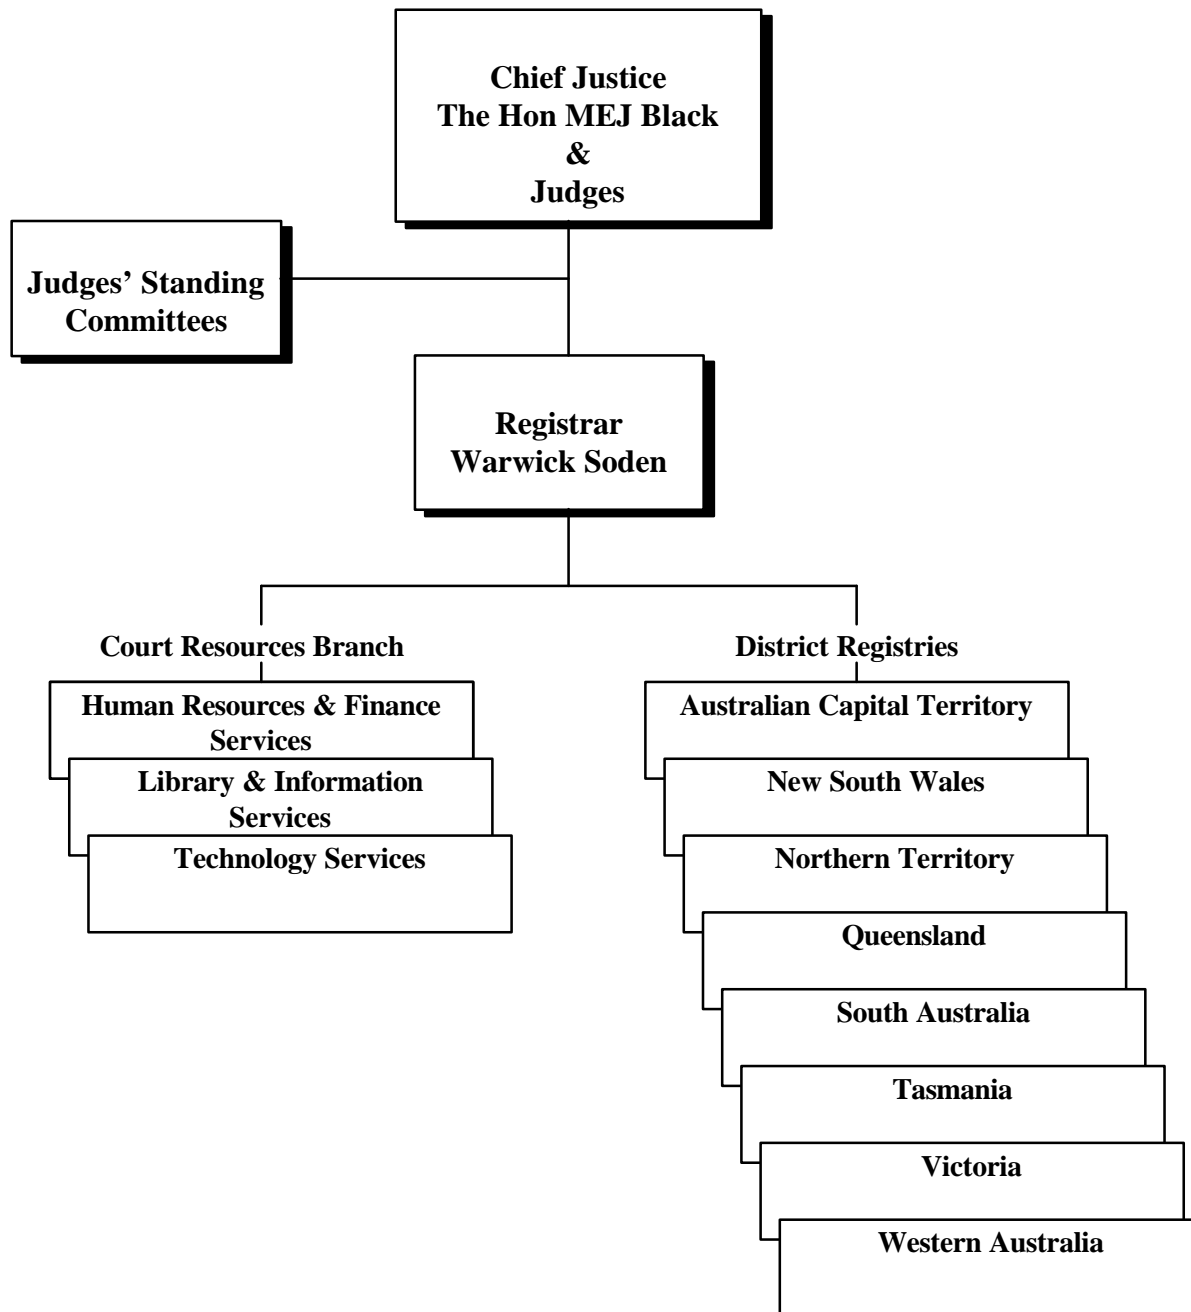 Chief Justice
The Hon MEJ Black
&
Judges
Judges’ Standing
Committees
Registrar
Warwick Soden
Court Resources Branch
Human Resources & Finance
Services
Library & Information
Services
Technology Services
District Registries
Australian Capital Territory
New South Wales
Northern Territory
Queensland
South Australia
Tasmania
Victoria
Western Australia